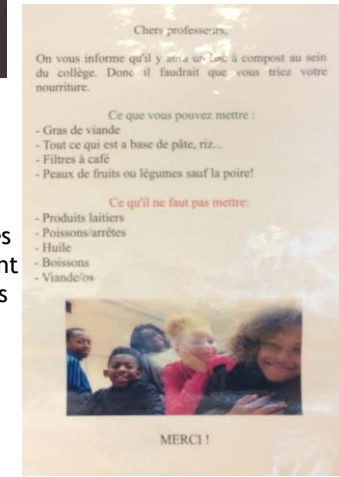 Chers professeurs,
On vous informe qu'il y aura un bac à compost au sein
du collège. Donc il faudrait que vous triez votre
nourriture.
Ce que vous pouvez mettre :
- Gras de viande
- Tout ce qui est a base de pâte, riz...
- Filtres à café
- Peaux de fruits ou légumes sauf la poire!
Ce qu'il ne faut pas mettre:
- Produits laitiers
- Poissons/arrêtes
- Huile
- Boissons
- Viande/os
MERCI !